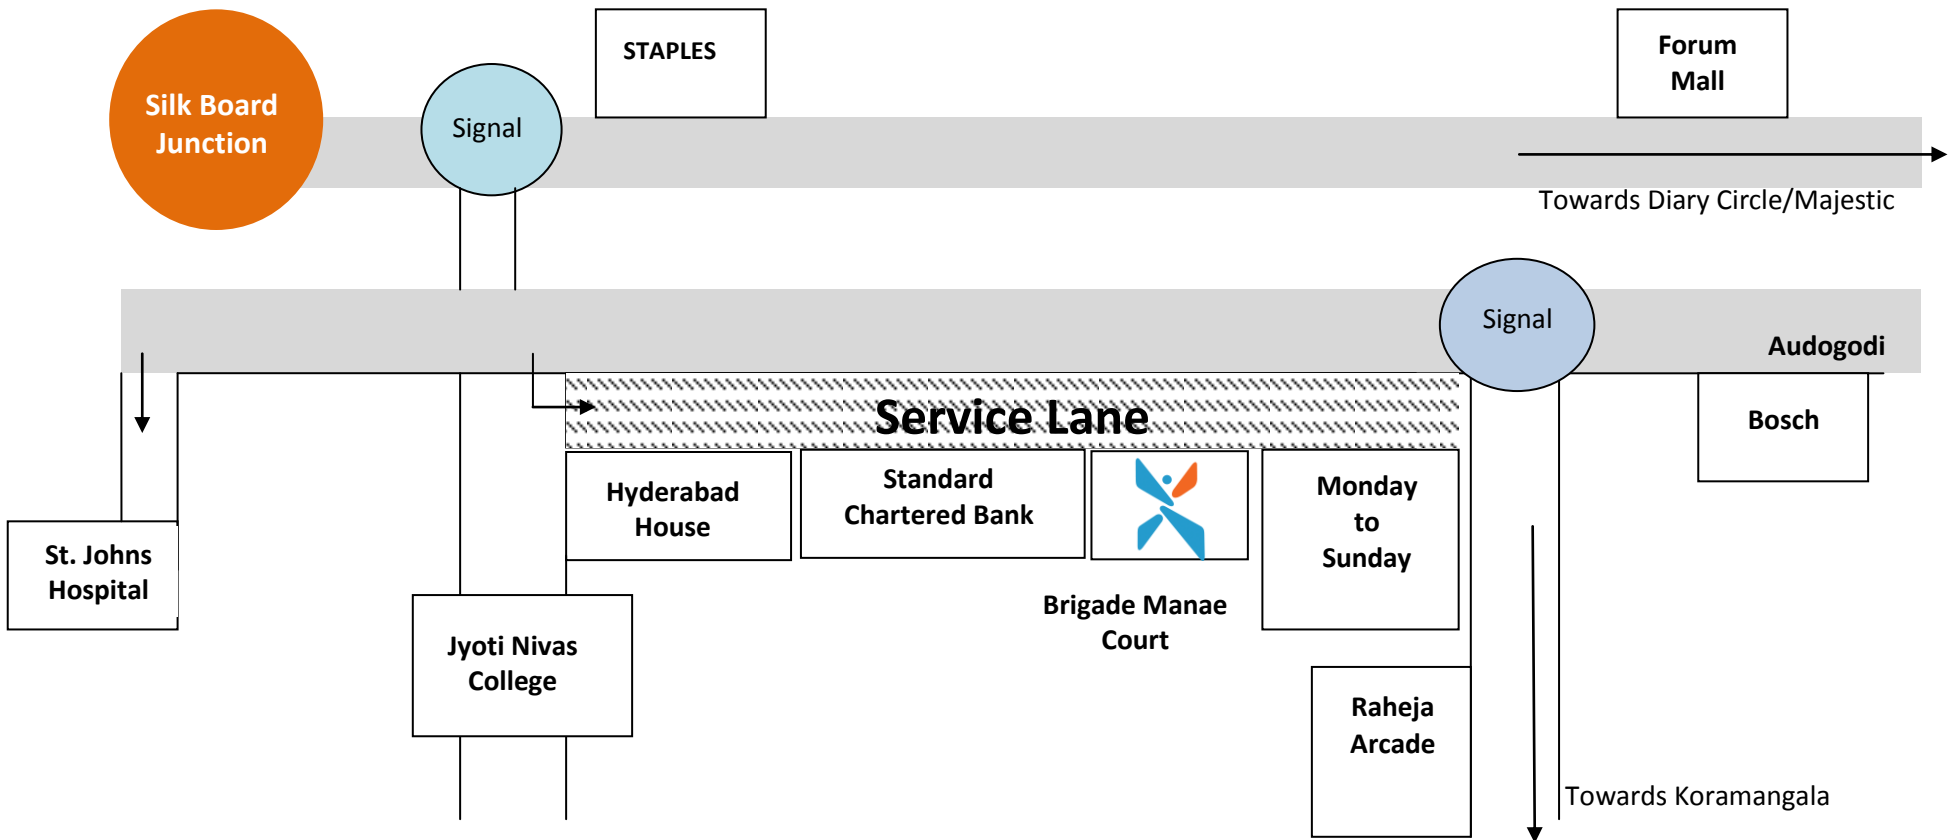 STAPLES
Forum
Mall
Silk Board
Junction
Signal
Towards Diary Circle/Majestic
Signal
Audogodi
Service Lane
Bosch
Hyderabad
House
Standard
Chartered Bank
Monday
to
Sunday
St. Johns
Hospital
Brigade Manae
Court
Jyoti Nivas
College
Raheja
Arcade
Towards Koramangala